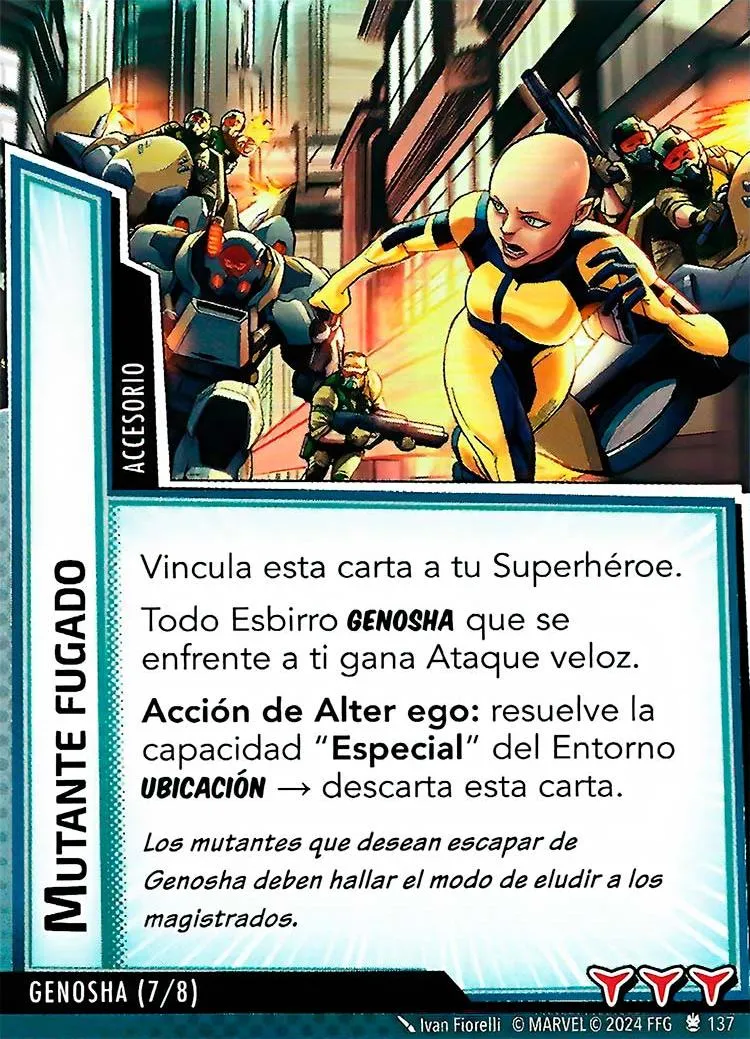 ACCESORIO
MUTANTE FUGADO
Vincula esta carta a tu Superhéroe.
Todo Esbirro GENOSHA que se
enfrente a ti gana Ataque veloz.
Acción de Alter ego: resuelve la
capacidad “Especial” del Entorno
UBICACIÓN → descarta esta carta.
Los mutantes que desean escapar de
Genosha deben hallar el modo de eludir a los
magistrados.
GENOSHA (7/8)
Ivan Fiorelli © MARVEL © 2024 FFG 137